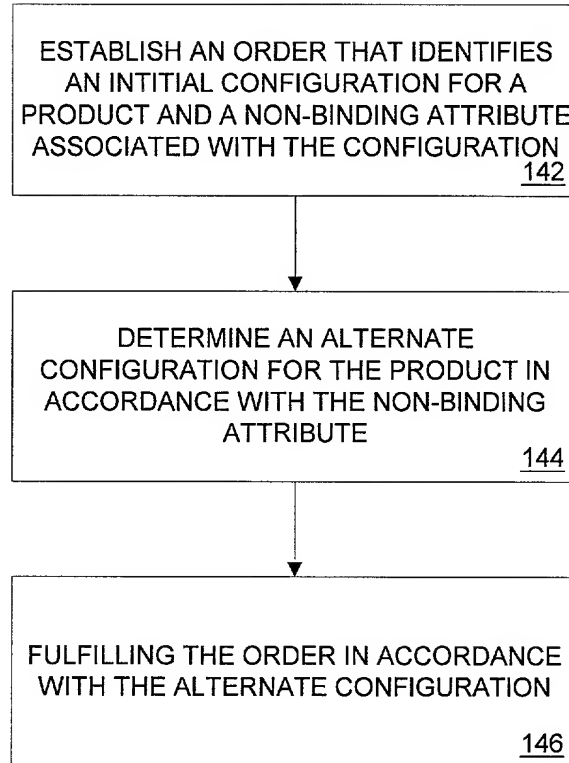 ESTABLISH AN ORDER THAT IDENTIFIES
AN INTITIAL CONFIGURATION FOR A
PRODUCT AND A NON-BINDING ATTRIBUTE
ASSOCIATED WITH THE CONFIGURATION
142
DETERMINE AN ALTERNATE
CONFIGURATION FOR THE PRODUCT IN
ACCORDANCE WITH THE NON-BINDING
ATTRIBUTE
144
FULFILLING THE ORDER IN ACCORDANCE
WITH THE ALTERNATE CONFIGURATION
146